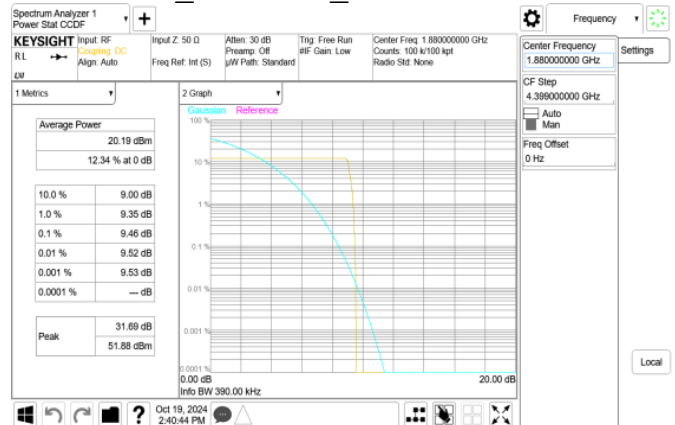 Spectrum Analyzer 1
Power Stat CCDF
+
Frequency
KEYSIGHT
Input: RF
Coupling: DC
Align: Auto
Input Z: 50 Ω
Freq Ref: Int (S)
Atten: 30 dB
Preamp: Off
µW Path: Standard
Trig: Free Run
#IF Gain: Low
Center Freq: 1.880000000 GHz
Counts: 100 k/100 kpt
Radio Std: None
RL
LXI
Center Frequency
1.880000000 GHz
Settings
CF Step
4.399000000 GHz
Auto
Man
Freq Offset
0 Hz
Local
1 Metrics
Average Power
20.19 dBm
12.34 % at 0 dB
10.0 % 9.00 dB
1.0 % 9.35 dB
0.1 % 9.46 dB
0.01 % 9.52 dB
0.001 % 9.53 dB
0.0001 % --- dB
Peak
31.69 dB
51.88 dBm
2 Graph
Gaussian Reference
100 %
10 %
1 %
0.1 %
0.01 %
0.001 %
0.0001 %
0.00 dB 20.00 dB
Info BW 390.00 kHz
?
Oct 19, 2024
2:40:44 PM